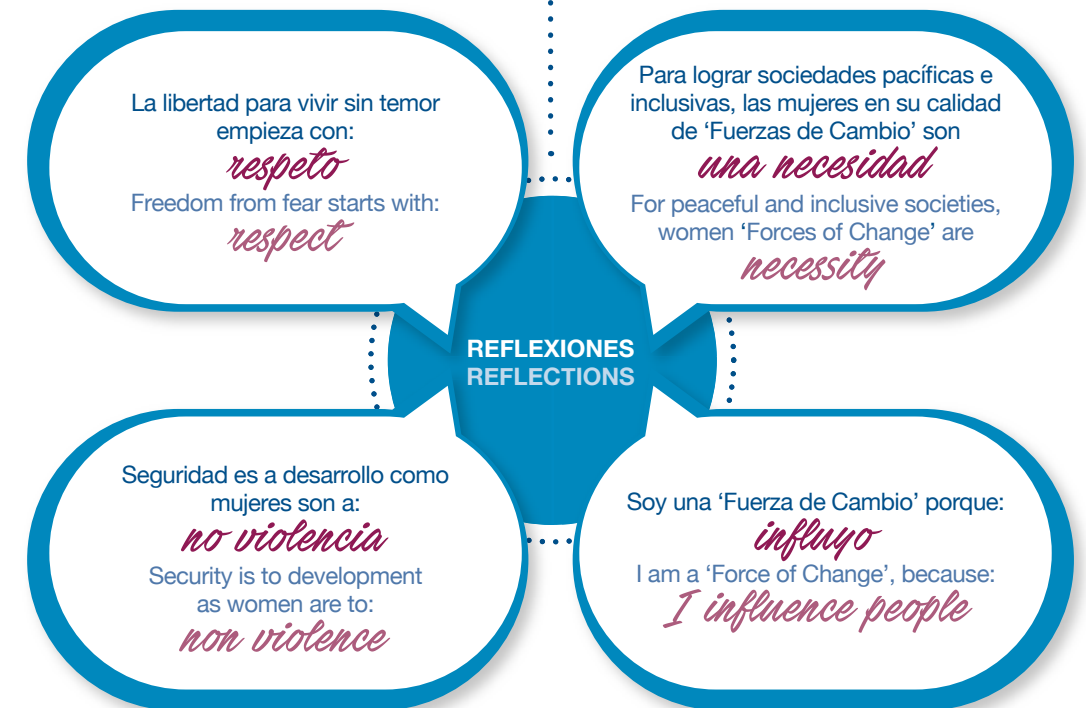 La libertad para vivir sin temor
empieza con:
respeto
Freedom from fear starts with:
respect
Para lograr sociedades pacíficas e
inclusivas, las mujeres en su calidad
de ‘Fuerzas de Cambio’ son
una necesidad
For peaceful and inclusive societies,
women ‘Forces of Change’ are
necessity
REFLEXIONES
REFLECTIONS
Seguridad es a desarrollo como
mujeres son a:
no violencia
Security is to development
as women are to:
non violence
Soy una ‘Fuerza de Cambio’ porque:
influyo
I am a ‘Force of Change’, because:
I influence people